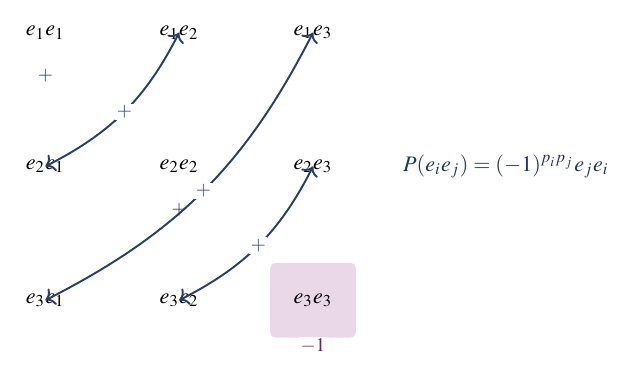 e₁e₁ e₁e₂ e₁e₃
+
+
e₂e₁ e₂e₂ e₂e₃ P(eᵢeⱼ) = (−1)^{pᵢpⱼ} eⱼeᵢ
+
+
+
e₃e₁ e₃e₂ e₃e₃
−1